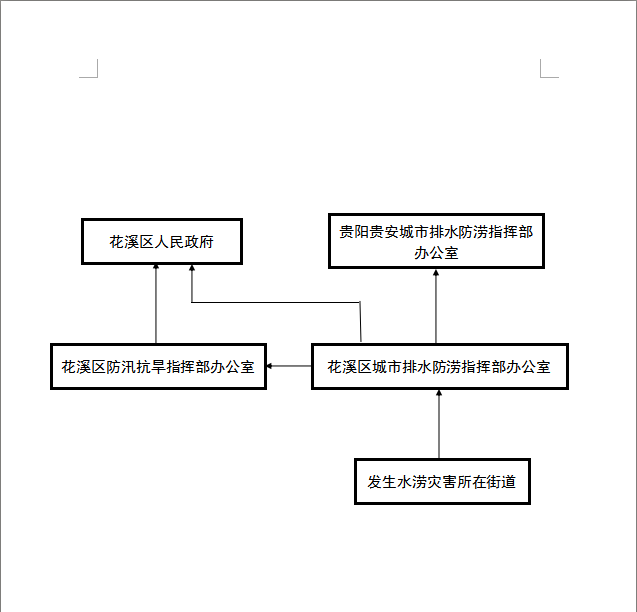 花溪区人民政府
贵阳贵安城市排水防涝指挥部
办公室
花溪区防汛抗旱指挥部办公室
花溪区城市排水防涝指挥部办公室
发生水涝灾害所在街道